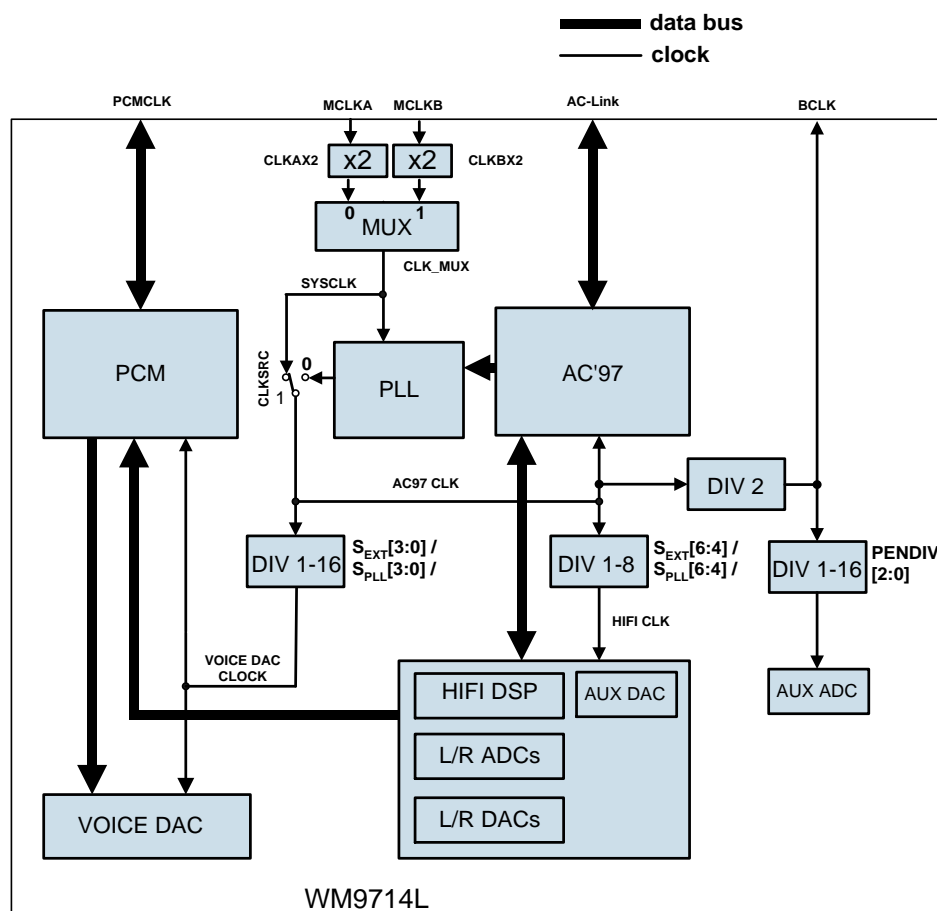 data bus
clock
PCMCLK
MCLKA
MCLKB
AC-Link
BCLK
CLKAX2
x2
x2
CLKBX2
0
1
MUX
CLK_MUX
SYSCLK
PCM
CLKSRC
0
1
PLL
AC'97
AC97 CLK
DIV 2
DIV 1-16
SEXT[3:0] /
SPLL[3:0] /
DIV 1-8
SEXT[6:4] /
SPLL[6:4] /
DIV 1-16
PENDIV
[2:0]
HIFI CLK
VOICE DAC
CLOCK
HIFI DSP
AUX DAC
AUX ADC
L/R ADCs
VOICE DAC
L/R DACs
WM9714L